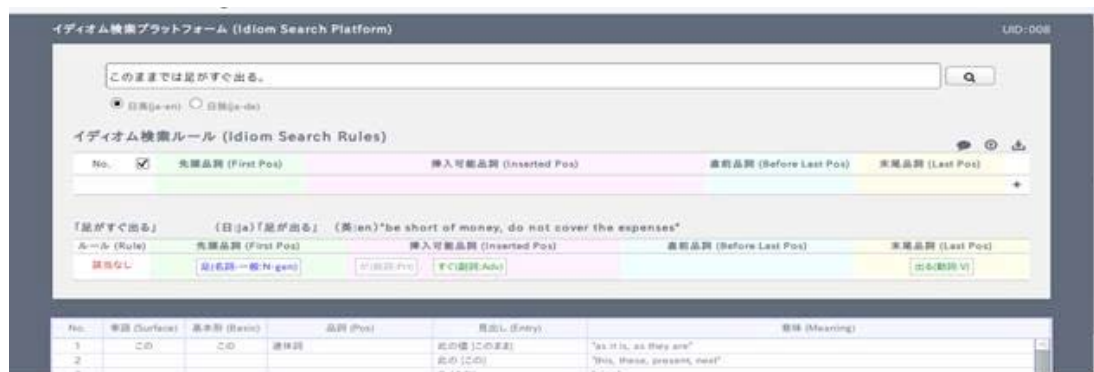 イディオム検索プラットフォーム (Idiom Search Platform) UID:008
このままでは足がすぐ出る。
日英(ja-en) 日独(ja-de)
イディオム検索ルール (Idiom Search Rules)
No. 先頭品詞 (First Pos) 挿入可能品詞 (Inserted Pos) 直前品詞 (Before Last Pos) 末尾品詞 (Last Pos)
+
「足がすぐ出る」 (日:ja)「足が出る」 (英:en)"be short of money, do not cover the expenses"
ルール (Rule) 先頭品詞 (First Pos) 挿入可能品詞 (Inserted Pos) 直前品詞 (Before Last Pos) 末尾品詞 (Last Pos)
該当なし 足(名詞-一般:N-gen) が(助詞:Prt) すぐ(副詞:Adv) 出る(動詞:V)
No. 単語 (Surface) 基本形 (Basic) 品詞 (Pos) 見出し (Entry) 意味 (Meaning)
1 この この 連体詞 此の儘 [このまま] "as it is, as they are"
2 此の [この] "this, these, present, next"